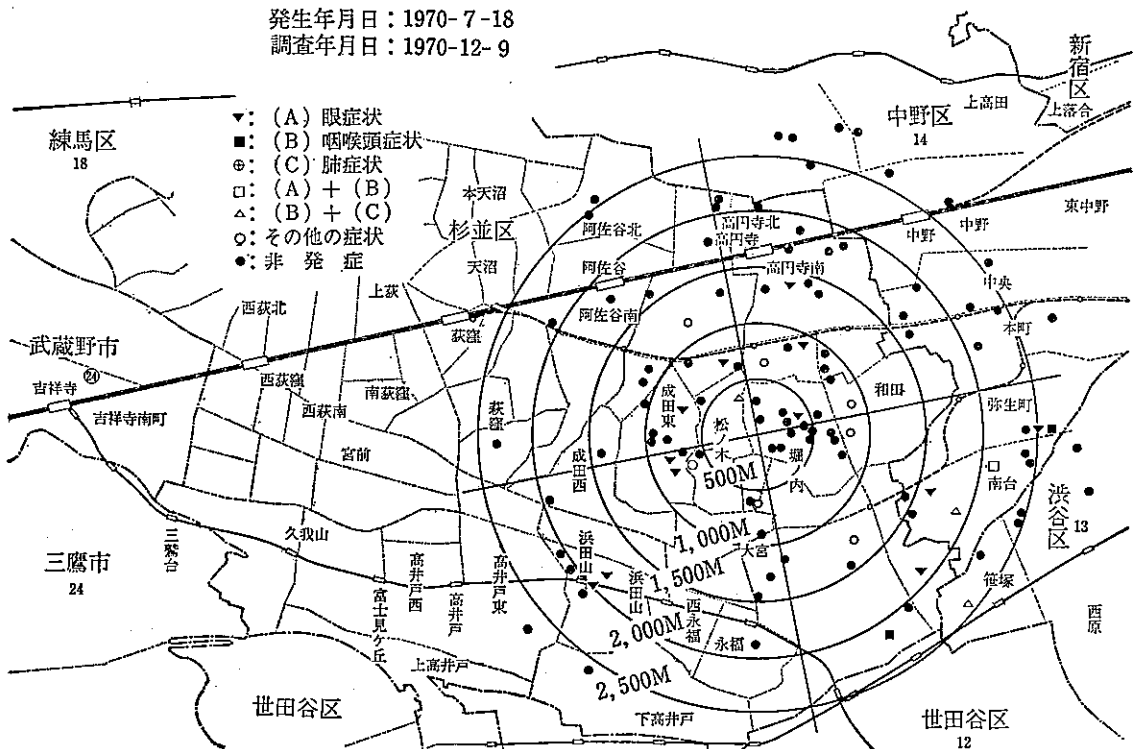 発生年月日：1970-7-18
調査年月日：1970-12-9
▼：(A) 眼症状
■：(B) 咽喉頭症状
⊕：(C) 肺症状
□：(A) + (B)
△：(B) + (C)
○：その他の症状
●：非発症
練馬区
18
新宿区
上落合
上高田
中野区
14
杉並区
本天沼
天沼
上荻
阿佐谷北
阿佐谷
阿佐谷南
高円寺北
高円寺
高円寺南
中野
中野
東中野
中央
本町
西荻北
武蔵野市
㉔
吉祥寺
吉祥寺南町
西荻窪
西荻南
南荻窪
荻窪
荻窪
宮前
成田東
成田西
松ノ木
堀内
和田
弥生町
南台
渋谷区
13
500M
1,000M
1,500M
2,000M
2,500M
大宮
三鷹市
24
三鷲台
久我山
富士見ケ丘
高井戸西
高井戸
高井戸東
浜田山
浜田山
西永福
永福
笹塚
西原
上高井戸
下高井戸
世田谷区
世田谷区
12